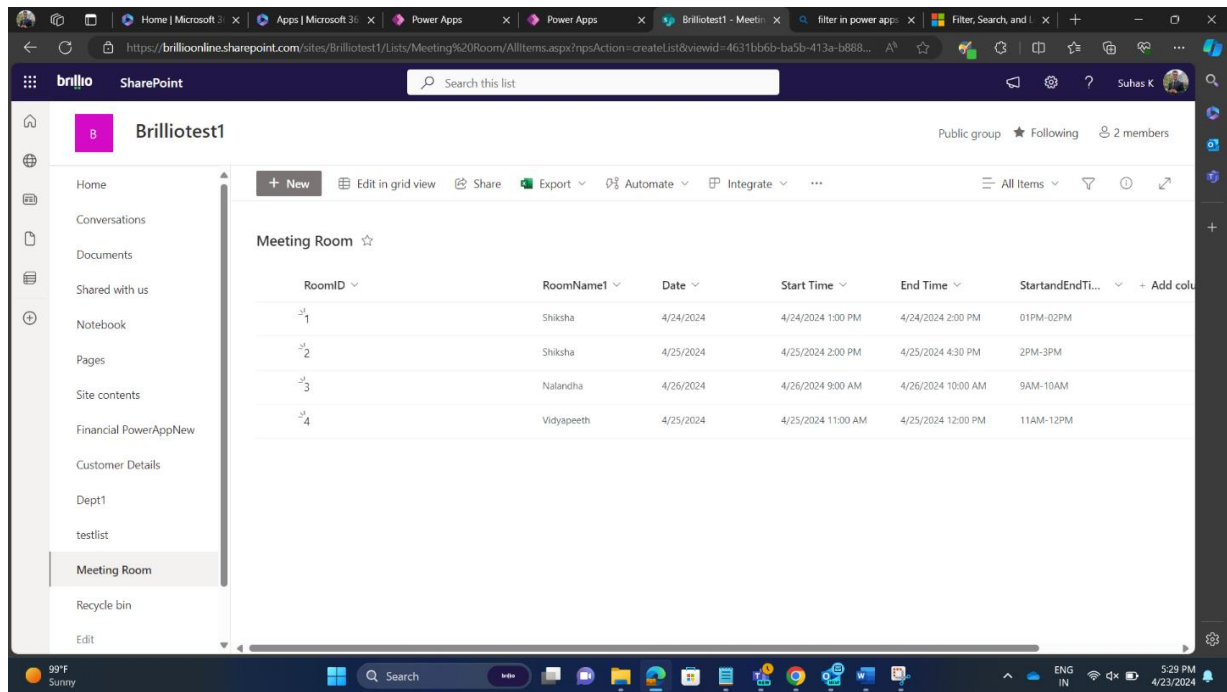 Home | Microsoft 3
Apps | Microsoft 36
Power Apps
Power Apps
Brilliotest1 - Meetin
filter in power apps
Filter, Search, and L
https://brillioonline.sharepoint.com/sites/Brilliotest1/Lists/Meeting%20Room/AllItems.aspx?npsAction=createList&viewid=4631bb6b-ba5b-413a-b888...
brillio SharePoint
Search this list
Suhas K
B
Brilliotest1
Public group
Following
2 members
Home
Conversations
Documents
Shared with us
Notebook
Pages
Site contents
Financial PowerAppNew
Customer Details
Dept1
testlist
Meeting Room
Recycle bin
Edit
+ New
Edit in grid view
Share
Export
Automate
Integrate
...
All Items
Meeting Room
RoomID RoomName1 Date Start Time End Time StartandEndTi... + Add colu
1 Shiksha 4/24/2024 4/24/2024 1:00 PM 4/24/2024 2:00 PM 01PM-02PM
2 Shiksha 4/25/2024 4/25/2024 2:00 PM 4/25/2024 4:30 PM 2PM-3PM
3 Nalandha 4/26/2024 4/26/2024 9:00 AM 4/26/2024 10:00 AM 9AM-10AM
4 Vidyapeeth 4/25/2024 4/25/2024 11:00 AM 4/25/2024 12:00 PM 11AM-12PM
99°F
Sunny
Search
brillio
ENG
IN
5:29 PM
4/23/2024